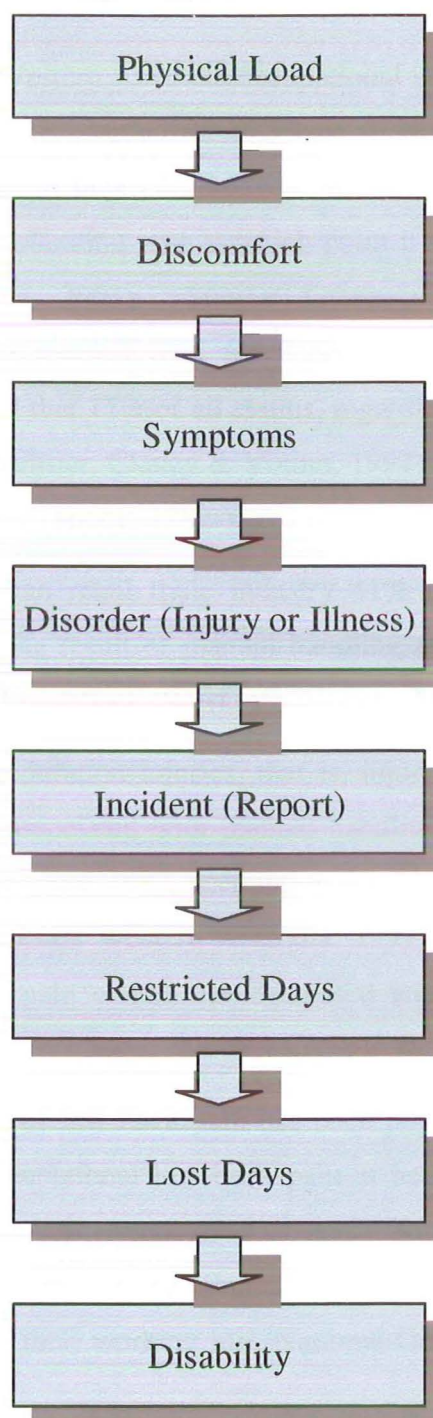 Physical Load
Discomfort
Symptoms
Disorder (Injury or Illness)
Incident (Report)
Restricted Days
Lost Days
Disability